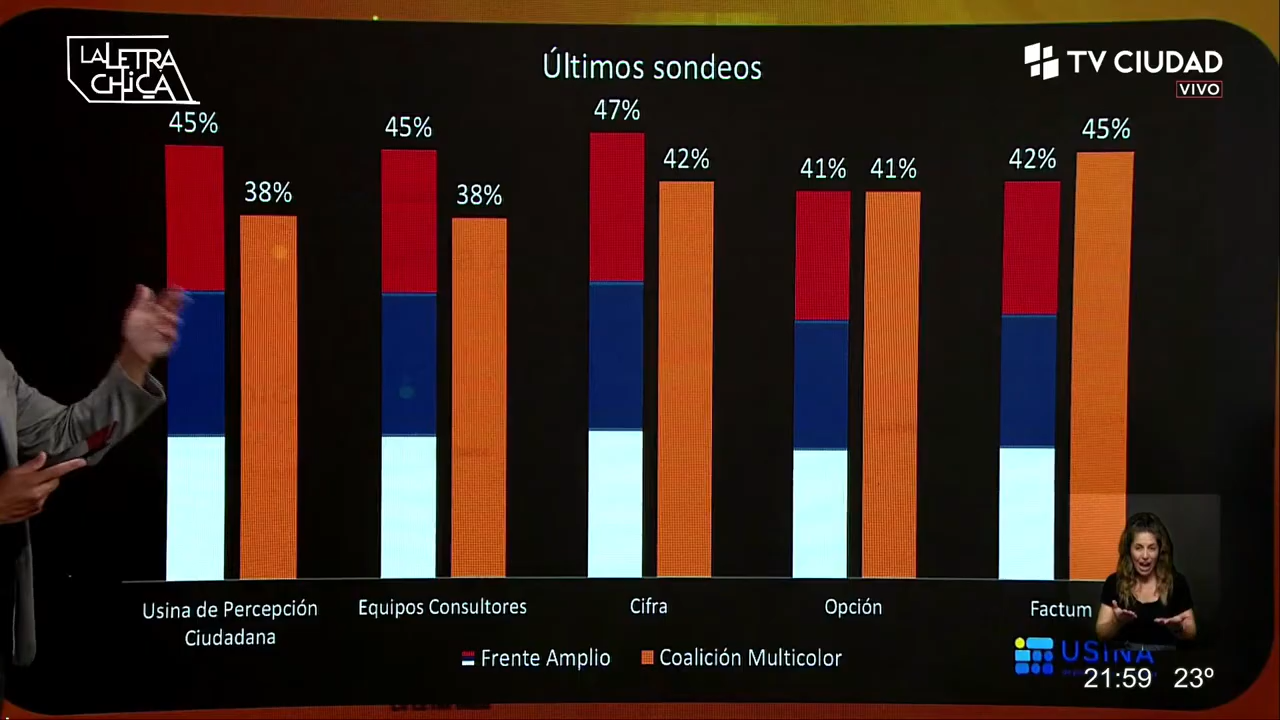 LA LETRA
CHICA
Últimos sondeos
TV CIUDAD
VIVO
45%
38%
45%
38%
47%
42%
41%
41%
42%
45%
Usina de Percepción
Ciudadana
Equipos Consultores
Cifra
Opción
Factum
Frente Amplio
Coalición Multicolor
USINA
21:59 23º